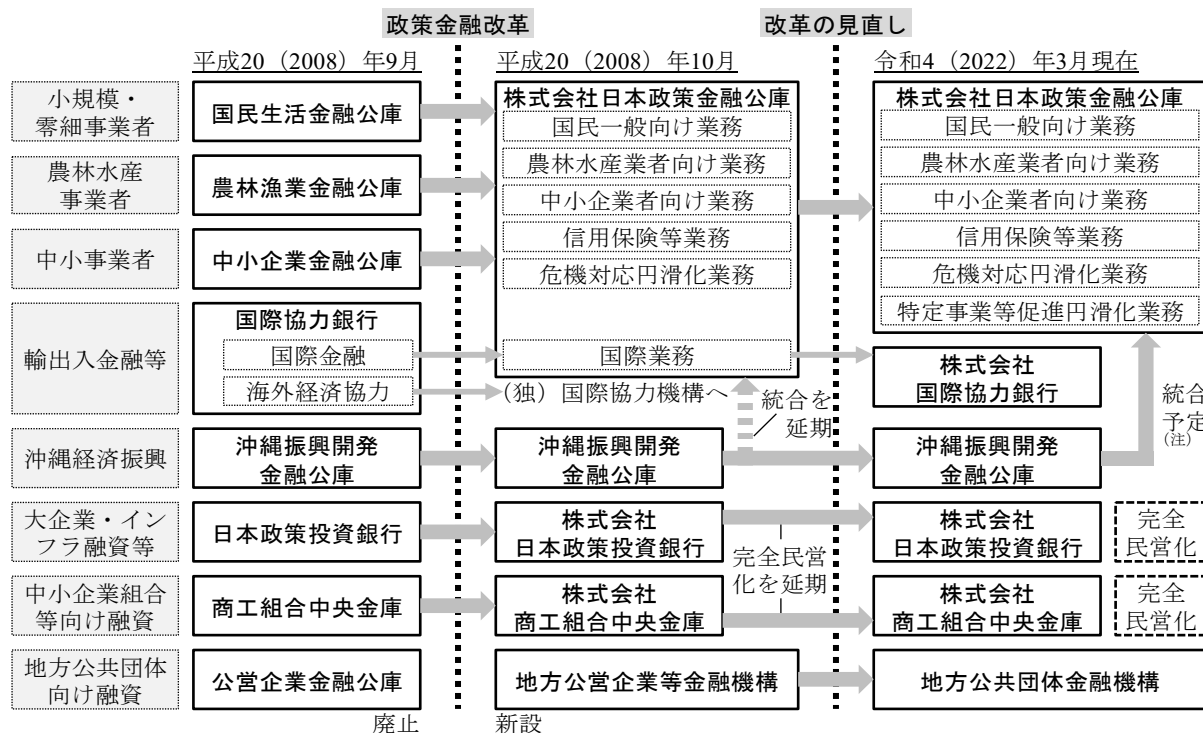 政策金融改革
改革の見直し
平成20（2008）年9月
平成20（2008）年10月
令和4（2022）年3月現在
小規模・
零細事業者
国民生活金融公庫
株式会社日本政策金融公庫
国民一般向け業務
農林水産業者向け業務
中小企業者向け業務
信用保険等業務
危機対応円滑化業務
国際業務
株式会社日本政策金融公庫
国民一般向け業務
農林水産業者向け業務
中小企業者向け業務
信用保険等業務
危機対応円滑化業務
特定事業等促進円滑化業務
農林水産
事業者
農林漁業金融公庫
中小事業者
中小企業金融公庫
輸出入金融等
国際協力銀行
国際金融
海外経済協力
(独）国際協力機構へ
統合を
延期
株式会社
国際協力銀行
統合
予定
(注)
沖縄経済振興
沖縄振興開発
金融公庫
沖縄振興開発
金融公庫
沖縄振興開発
金融公庫
大企業・イン
フラ融資等
日本政策投資銀行
株式会社
日本政策投資銀行
完全民営
化を延期
株式会社
日本政策投資銀行
完全
民営化
中小企業組合
等向け融資
商工組合中央金庫
株式会社
商工組合中央金庫
株式会社
商工組合中央金庫
完全
民営化
地方公共団体
向け融資
公営企業金融公庫
地方公営企業等金融機構
地方公共団体金融機構
廃止
新設